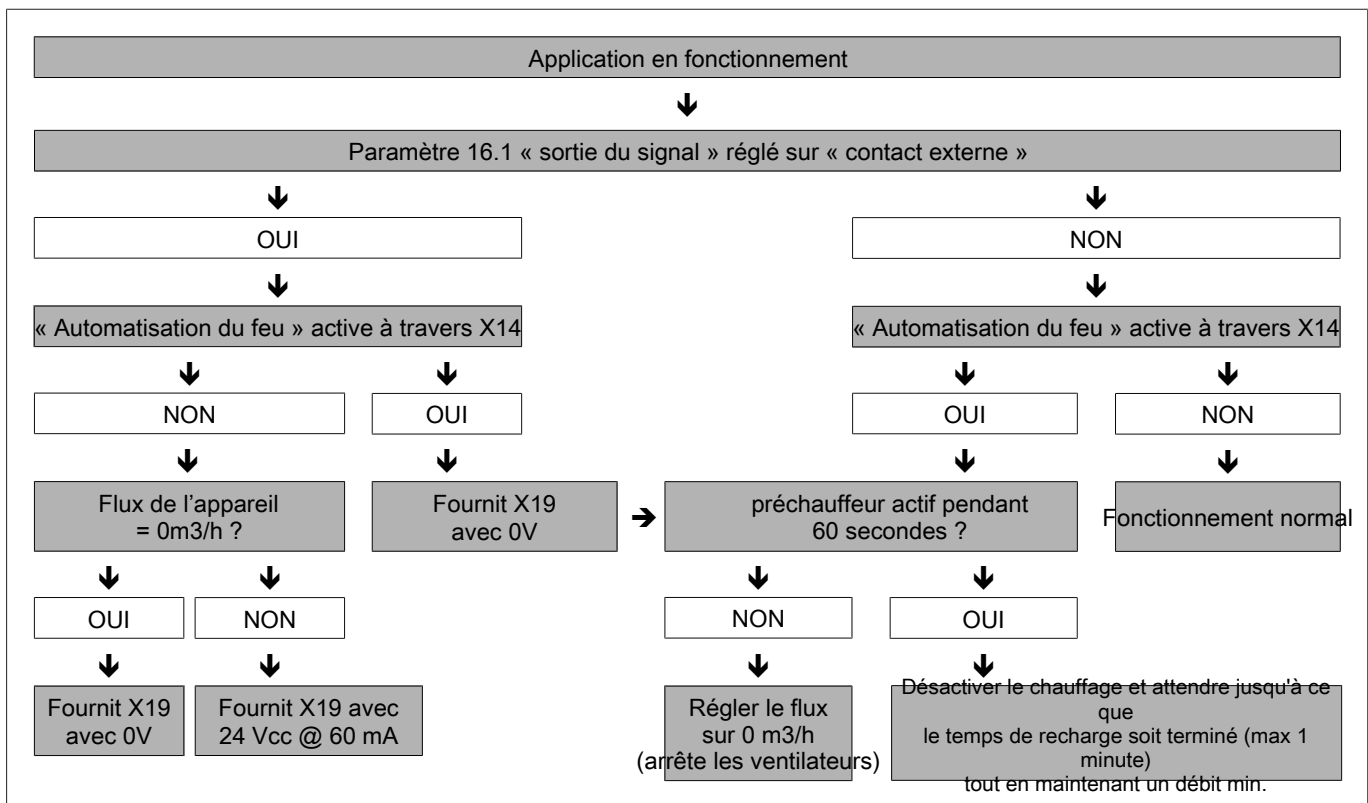 Application en fonctionnement
Paramètre 16.1 « sortie du signal » réglé sur « contact externe »
OUI
NON
« Automatisation du feu » active à travers X14
« Automatisation du feu » active à travers X14
NON
OUI
OUI
NON
Flux de l’appareil
= 0m3/h ?
Fournit X19
avec 0V
préchauffeur actif pendant
60 secondes ?
Fonctionnement normal
OUI
NON
NON
OUI
Fournit X19
avec 0V
Fournit X19 avec
24 Vcc @ 60 mA
Régler le flux
sur 0 m3/h
(arrête les ventilateurs)
Désactiver le chauffage et attendre jusqu'à ce
que
le temps de recharge soit terminé (max 1
minute)
tout en maintenant un débit min.